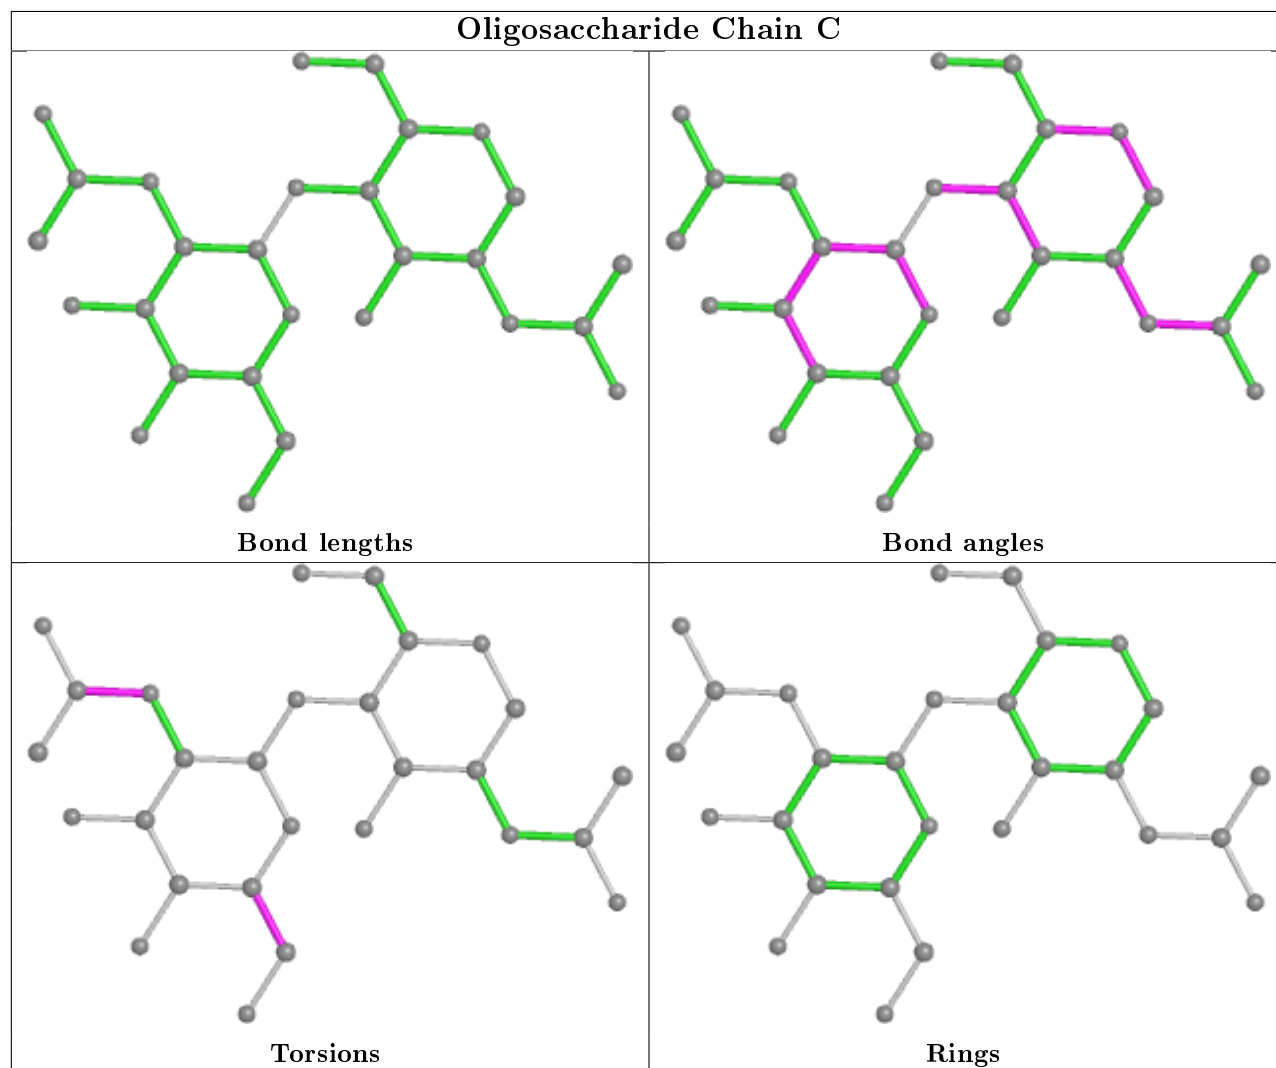 Oligosaccharide Chain C
Bond lengths
Bond angles
Torsions
Rings